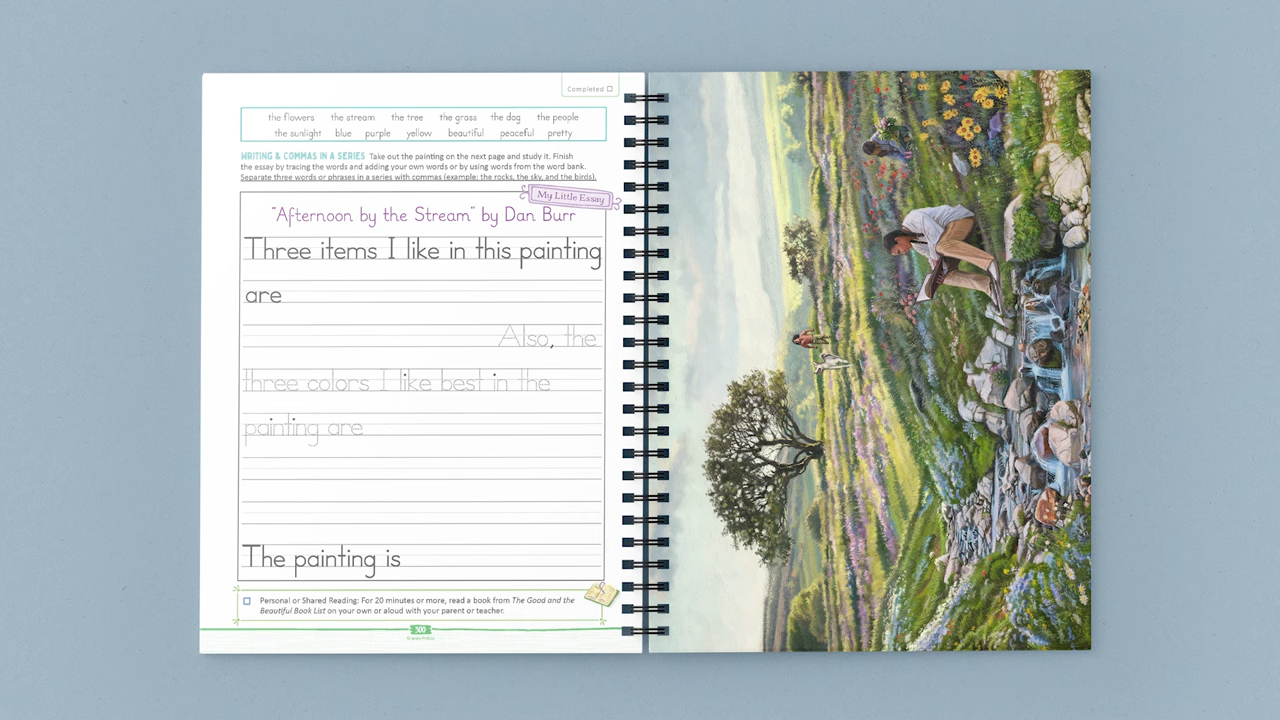 Completed
the flowers the stream the tree the grass the dog the people
the sunlight blue purple yellow beautiful peaceful pretty
WRITING & COMMAS IN A SERIES Take out the painting on the next page and study it. Finish
the essay by tracing the words and adding your own words or by using words from the word bank.
Separate three words or phrases in a series with commas (example: the rocks, the sky, and the birds).
My Little Essay
"Afternoon by the Stream" by Dan Burr
Three items I like in this painting
are
Also, the
three colors I like best in the
painting are
The painting is
Personal or Shared Reading: For 20 minutes or more, read a book from The Good and the
Beautiful Book List on your own or aloud with your parent or teacher.